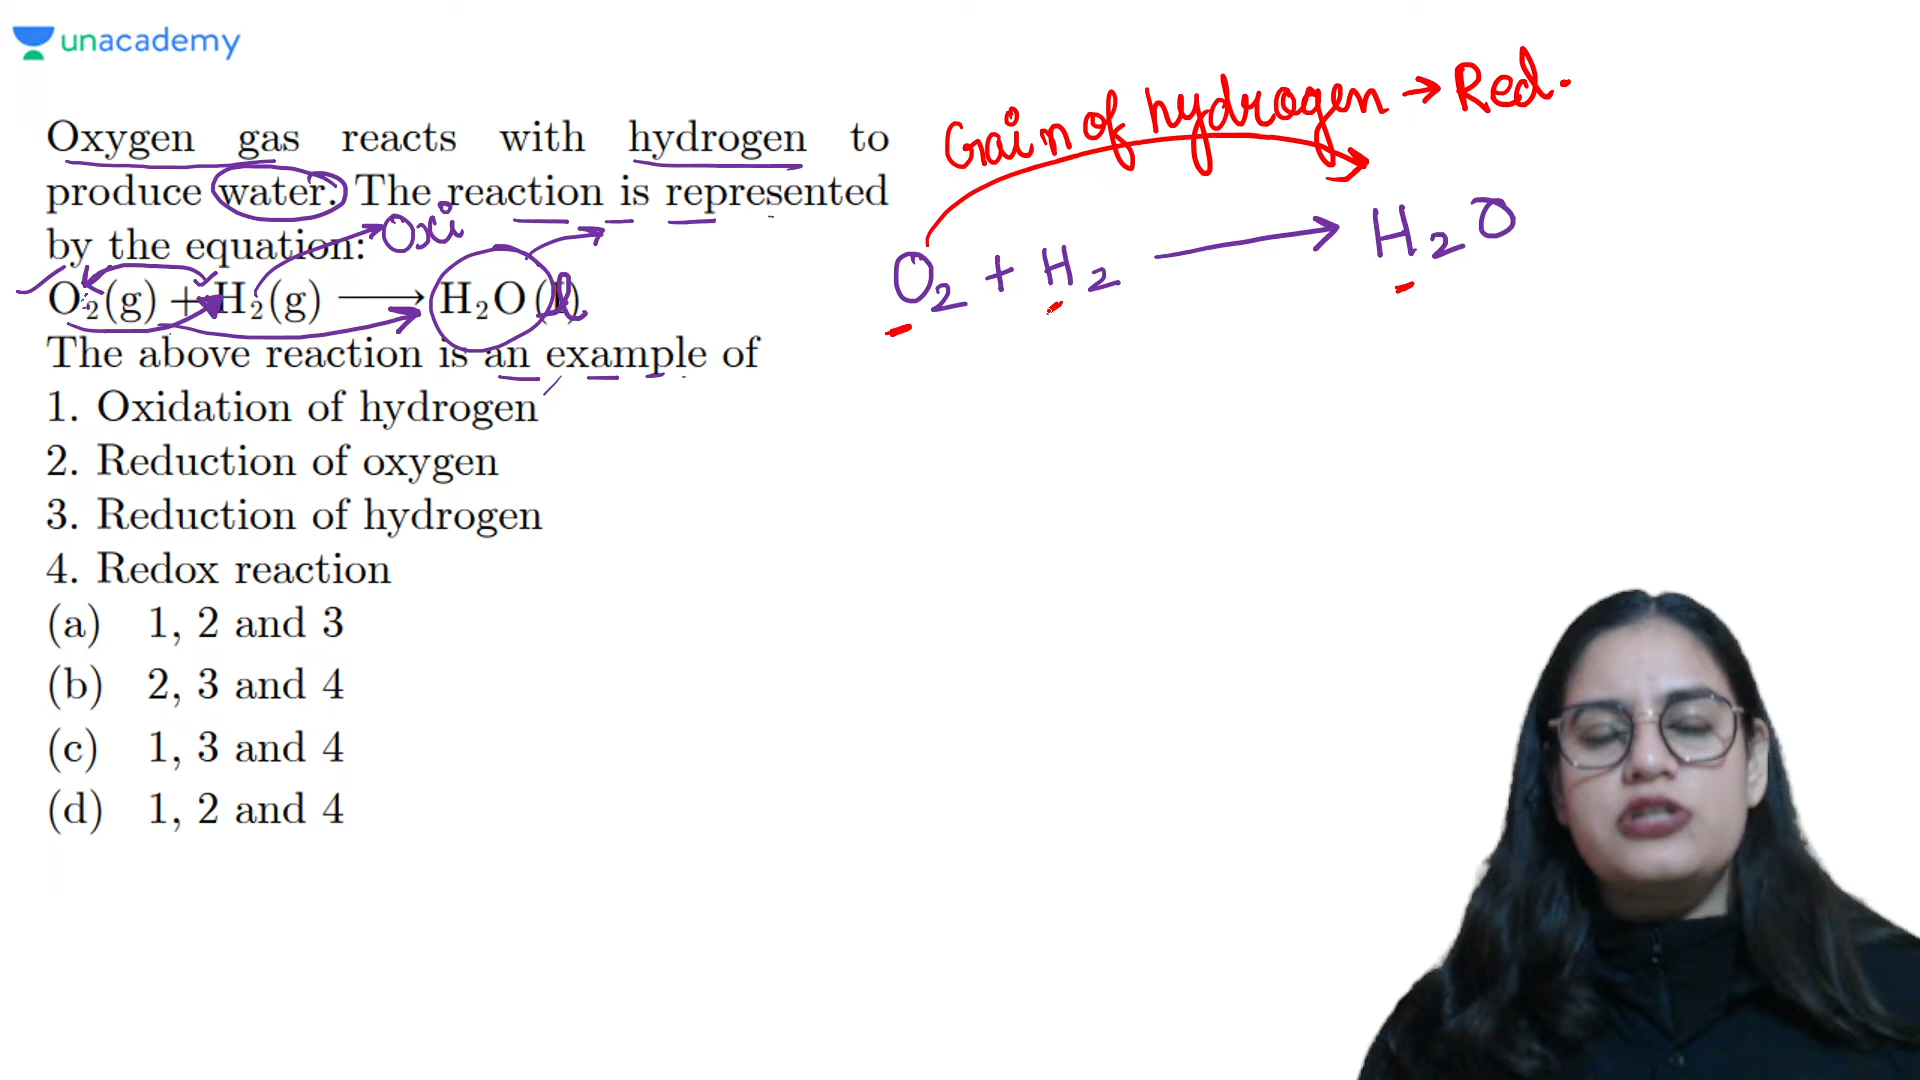 unacademy
Oxygen gas reacts with hydrogen to
produce water. The reaction is represented
by the equation:
Oxi
O₂(g) + H₂(g) ⟶ H₂O(l)
The above reaction is an example of
1. Oxidation of hydrogen
2. Reduction of oxygen
3. Reduction of hydrogen
4. Redox reaction
(a) 1, 2 and 3
(b) 2, 3 and 4
(c) 1, 3 and 4
(d) 1, 2 and 4
Gain of hydrogen → Red.
O₂ + H₂ ⟶ H₂O